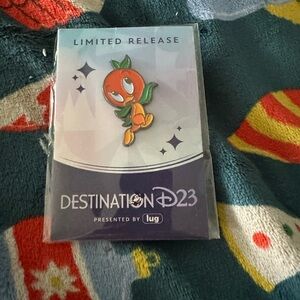 LIMITED RELEASE
DESTINATION D23
PRESENTED BY lug